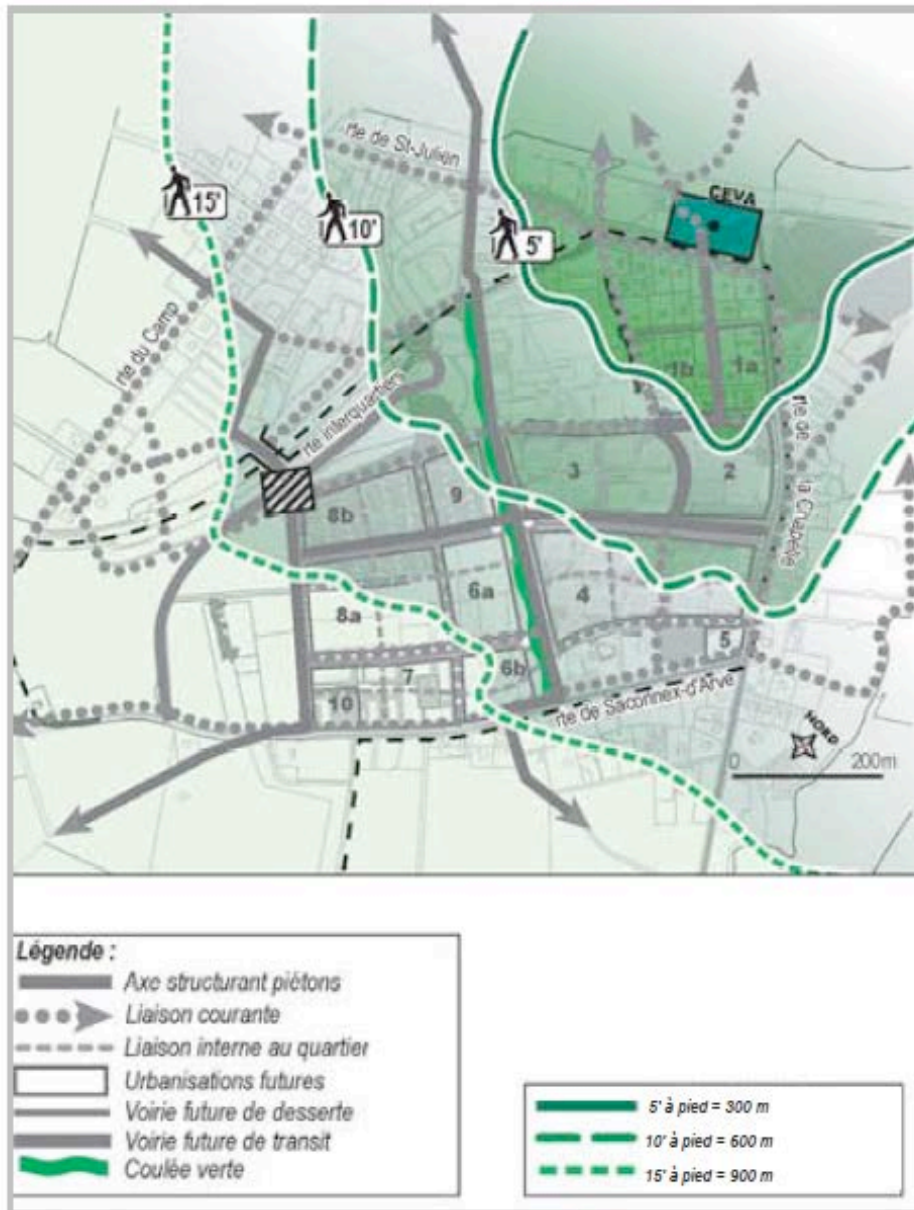 rte de St-Julien
CEVA
15'
10'
5'
rte du Camp
1b
1a
rte interquartiers
rte de
la Chapelle
3
2
9
8b
6a
4
8a
5
7
6b
10
rte de Saconnex-d'Arve
NORD
0
200m
Légende :
Axe structurant piétons
Liaison courante
Liaison interne au quartier
Urbanisations futures
Voirie future de desserte
Voirie future de transit
Coulée verte
5' à pied = 300 m
10' à pied = 600 m
15' à pied = 900 m